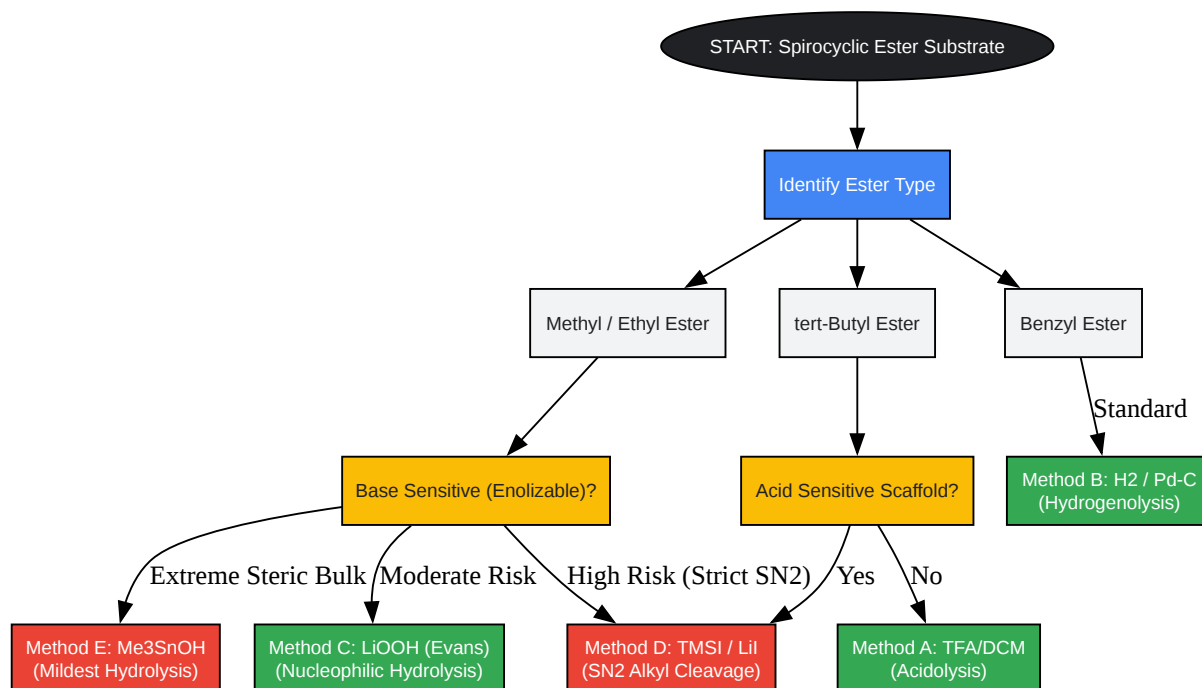 START: Spirocyclic Ester Substrate
Identify Ester Type
Methyl / Ethyl Ester
tert-Butyl Ester
Benzyl Ester
Standard
Base Sensitive (Enolizable)?
Acid Sensitive Scaffold?
Method B: H2 / Pd-C
(Hydrogenolysis)
Extreme Steric Bulk
Moderate Risk
High Risk (Strict SN2)
Yes
No
Method E: Me3SnOH
(Mildest Hydrolysis)
Method C: LiOOH (Evans)
(Nucleophilic Hydrolysis)
Method D: TMSI / LiI
(SN2 Alkyl Cleavage)
Method A: TFA/DCM
(Acidolysis)